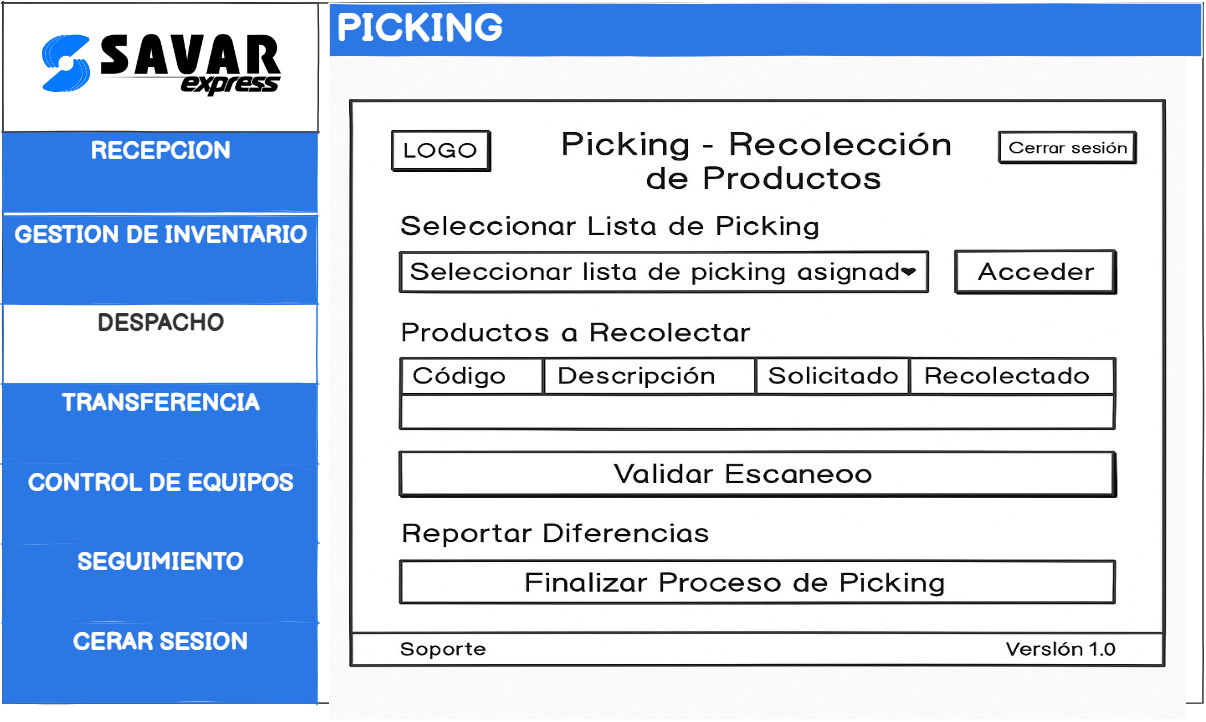 SAVAR
express
RECEPCION
GESTION DE INVENTARIO
DESPACHO
TRANSFERENCIA
CONTROL DE EQUIPOS
SEGUIMIENTO
CERAR SESION
PICKING
LOGO
Picking - Recolección
de Productos
Cerrar sesión
Seleccionar Lista de Picking
Seleccionar lista de picking asignad
Acceder
Productos a Recolectar
Código Descripción Solicitado Recolectado
Validar Escaneoo
Reportar Diferencias
Finalizar Proceso de Picking
Soporte
Verslón 1.0